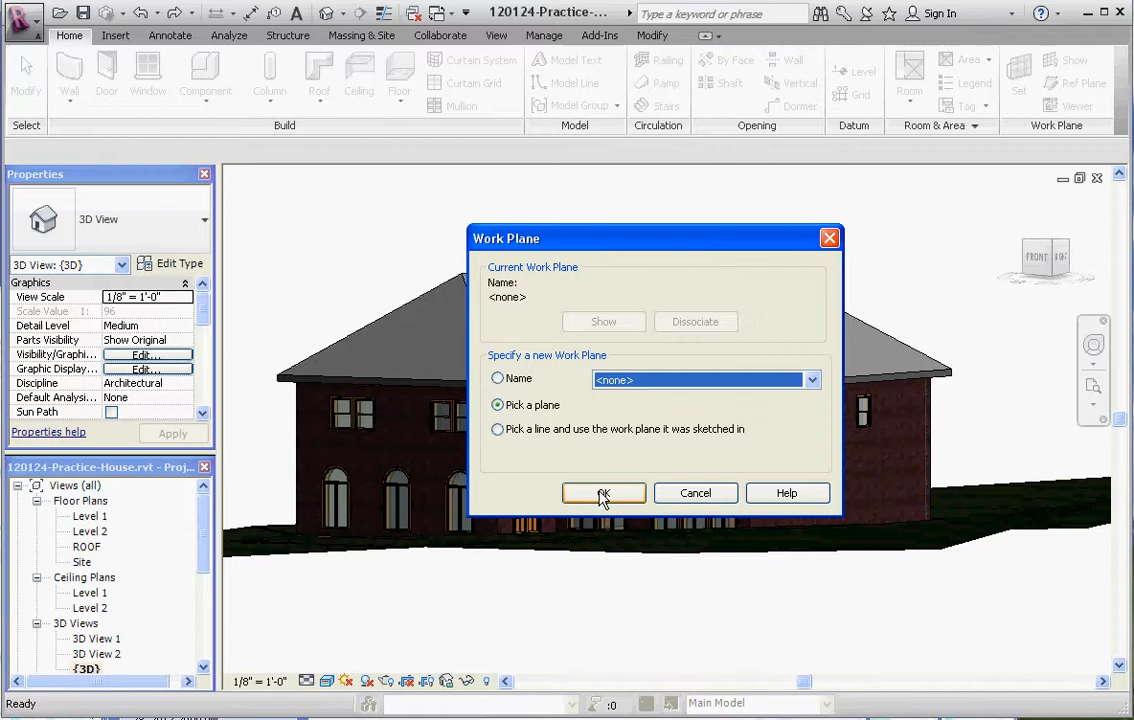 120124-Practice-...
Type a keyword or phrase
Sign In
Home Insert Annotate Analyze Structure Massing & Site Collaborate View Manage Add-Ins Modify
Modify
Wall
Door
Window
Component
Column
Roof
Ceiling
Floor
Curtain System
Curtain Grid
Mullion
Model Text
Model Line
Model Group
Railing
Ramp
Stairs
By Face
Shaft
Wall
Vertical
Dormer
Level
Grid
Room
Area
Legend
Tag
Set
Show
Ref Plane
Viewer
Select Build Model Circulation Opening Datum Room & Area Work Plane
Properties
3D View
3D View: {3D} Edit Type
Graphics
View Scale 1/8" = 1'-0"
Scale Value 1: 96
Detail Level Medium
Parts Visibility Show Original
Visibility/Graphi... Edit...
Graphic Display... Edit...
Discipline Architectural
Default Analysi... None
Sun Path
Properties help Apply
120124-Practice-House.rvt - Proj...
Views (all)
Floor Plans
Level 1
Level 2
ROOF
Site
Ceiling Plans
Level 1
Level 2
3D Views
3D View 1
3D View 2
{3D}
Work Plane
Current Work Plane
Name:
<none>
Show Dissociate
Specify a new Work Plane
Name <none>
Pick a plane
Pick a line and use the work plane it was sketched in
OK Cancel Help
FRONT
1/8" = 1'-0"
Ready
:0
Main Model